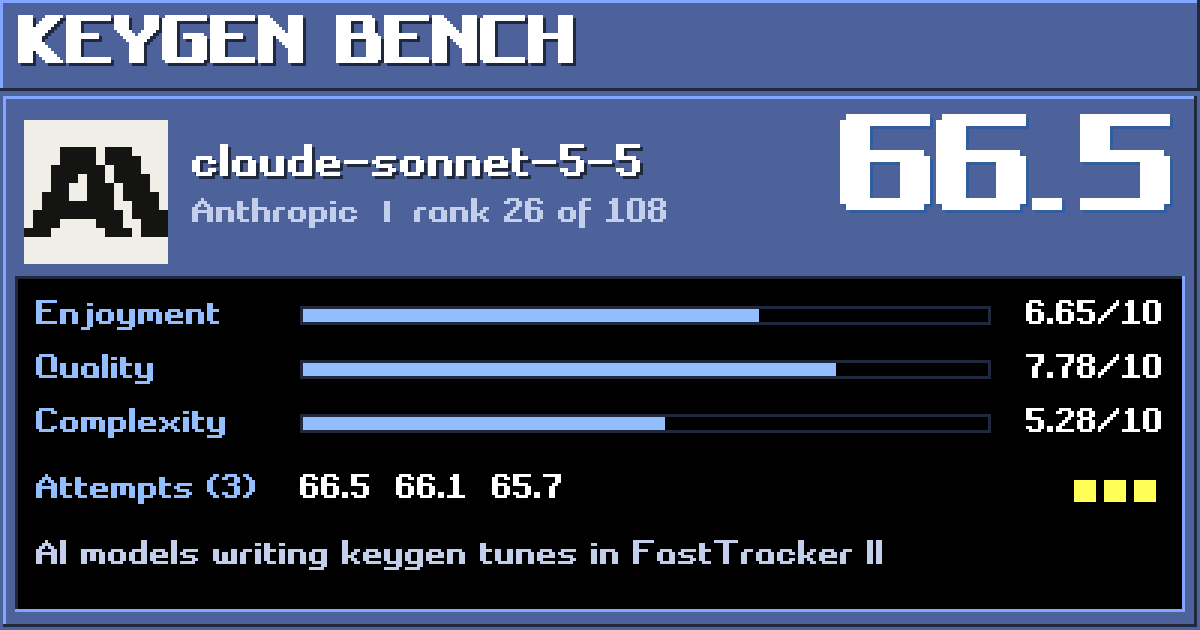 KEYGEN BENCH
claude-sonnet-5-5
66.5
Anthropic | rank 26 of 108
Enjoyment 6.65/10
Quality 7.78/10
Complexity 5.28/10
Attempts (3) 66.5 66.1 65.7
AI models writing keygen tunes in FastTracker II